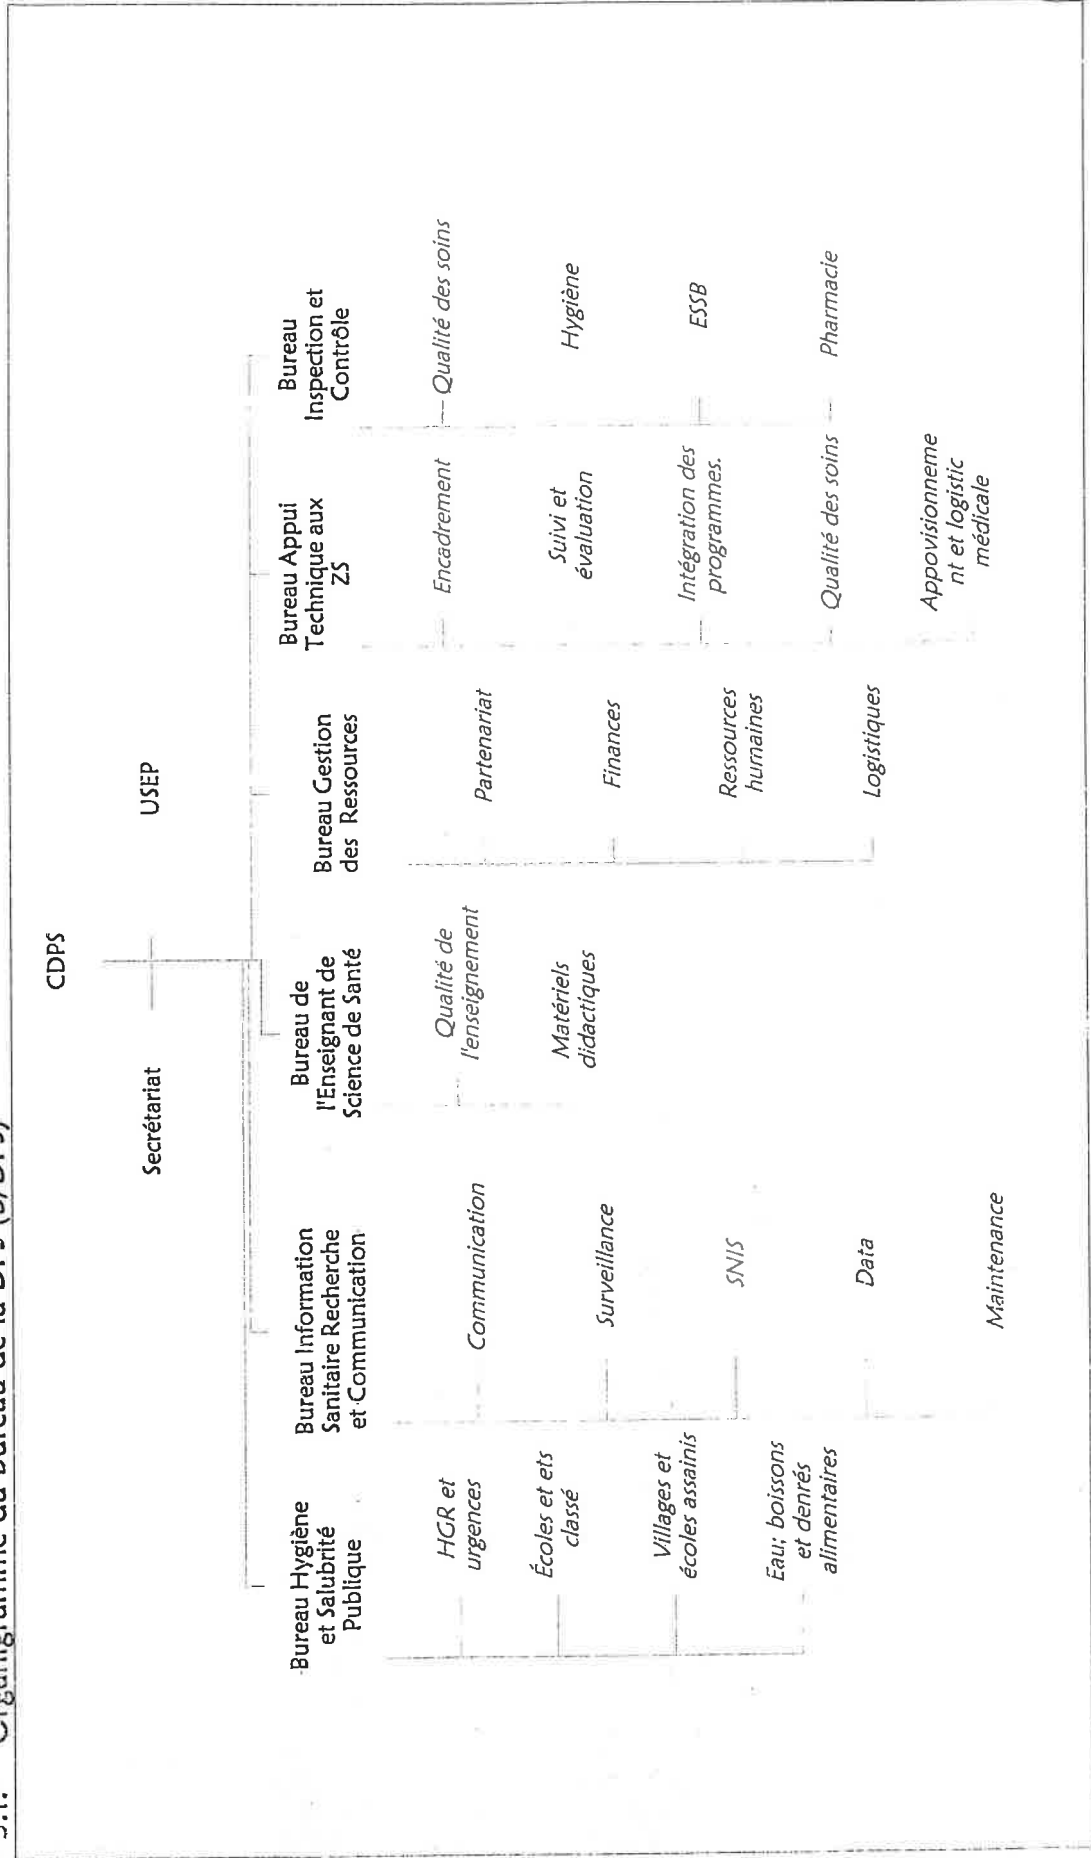 Organigramme du Bureau de la DPS
CDPS
Secrétariat
USEP
Bureau Hygiène
et Salubrité
Publique
HGR et
urgences
Écoles et ets
classé
Villages et
écoles assainis
Eau; boissons
et denrés
alimentaires
Bureau Information
Sanitaire Recherche
et Communication
Communication
Surveillance
SNIS
Data
Maintenance
Bureau de
l'Enseignant de
Science de Santé
Qualité de
l'enseignement
Matériels
didactiques
Bureau Gestion
des Ressources
Partenariat
Finances
Ressources
humaines
Logistiques
Bureau Appui
Technique aux
ZS
Encadrement
Suivi et
évaluation
Intégration des
programmes.
Qualité des soins
Appovisionneme
nt et logistic
médicale
Bureau
Inspection et
Contrôle
Qualité des soins
Hygiène
ESSB
Pharmacie